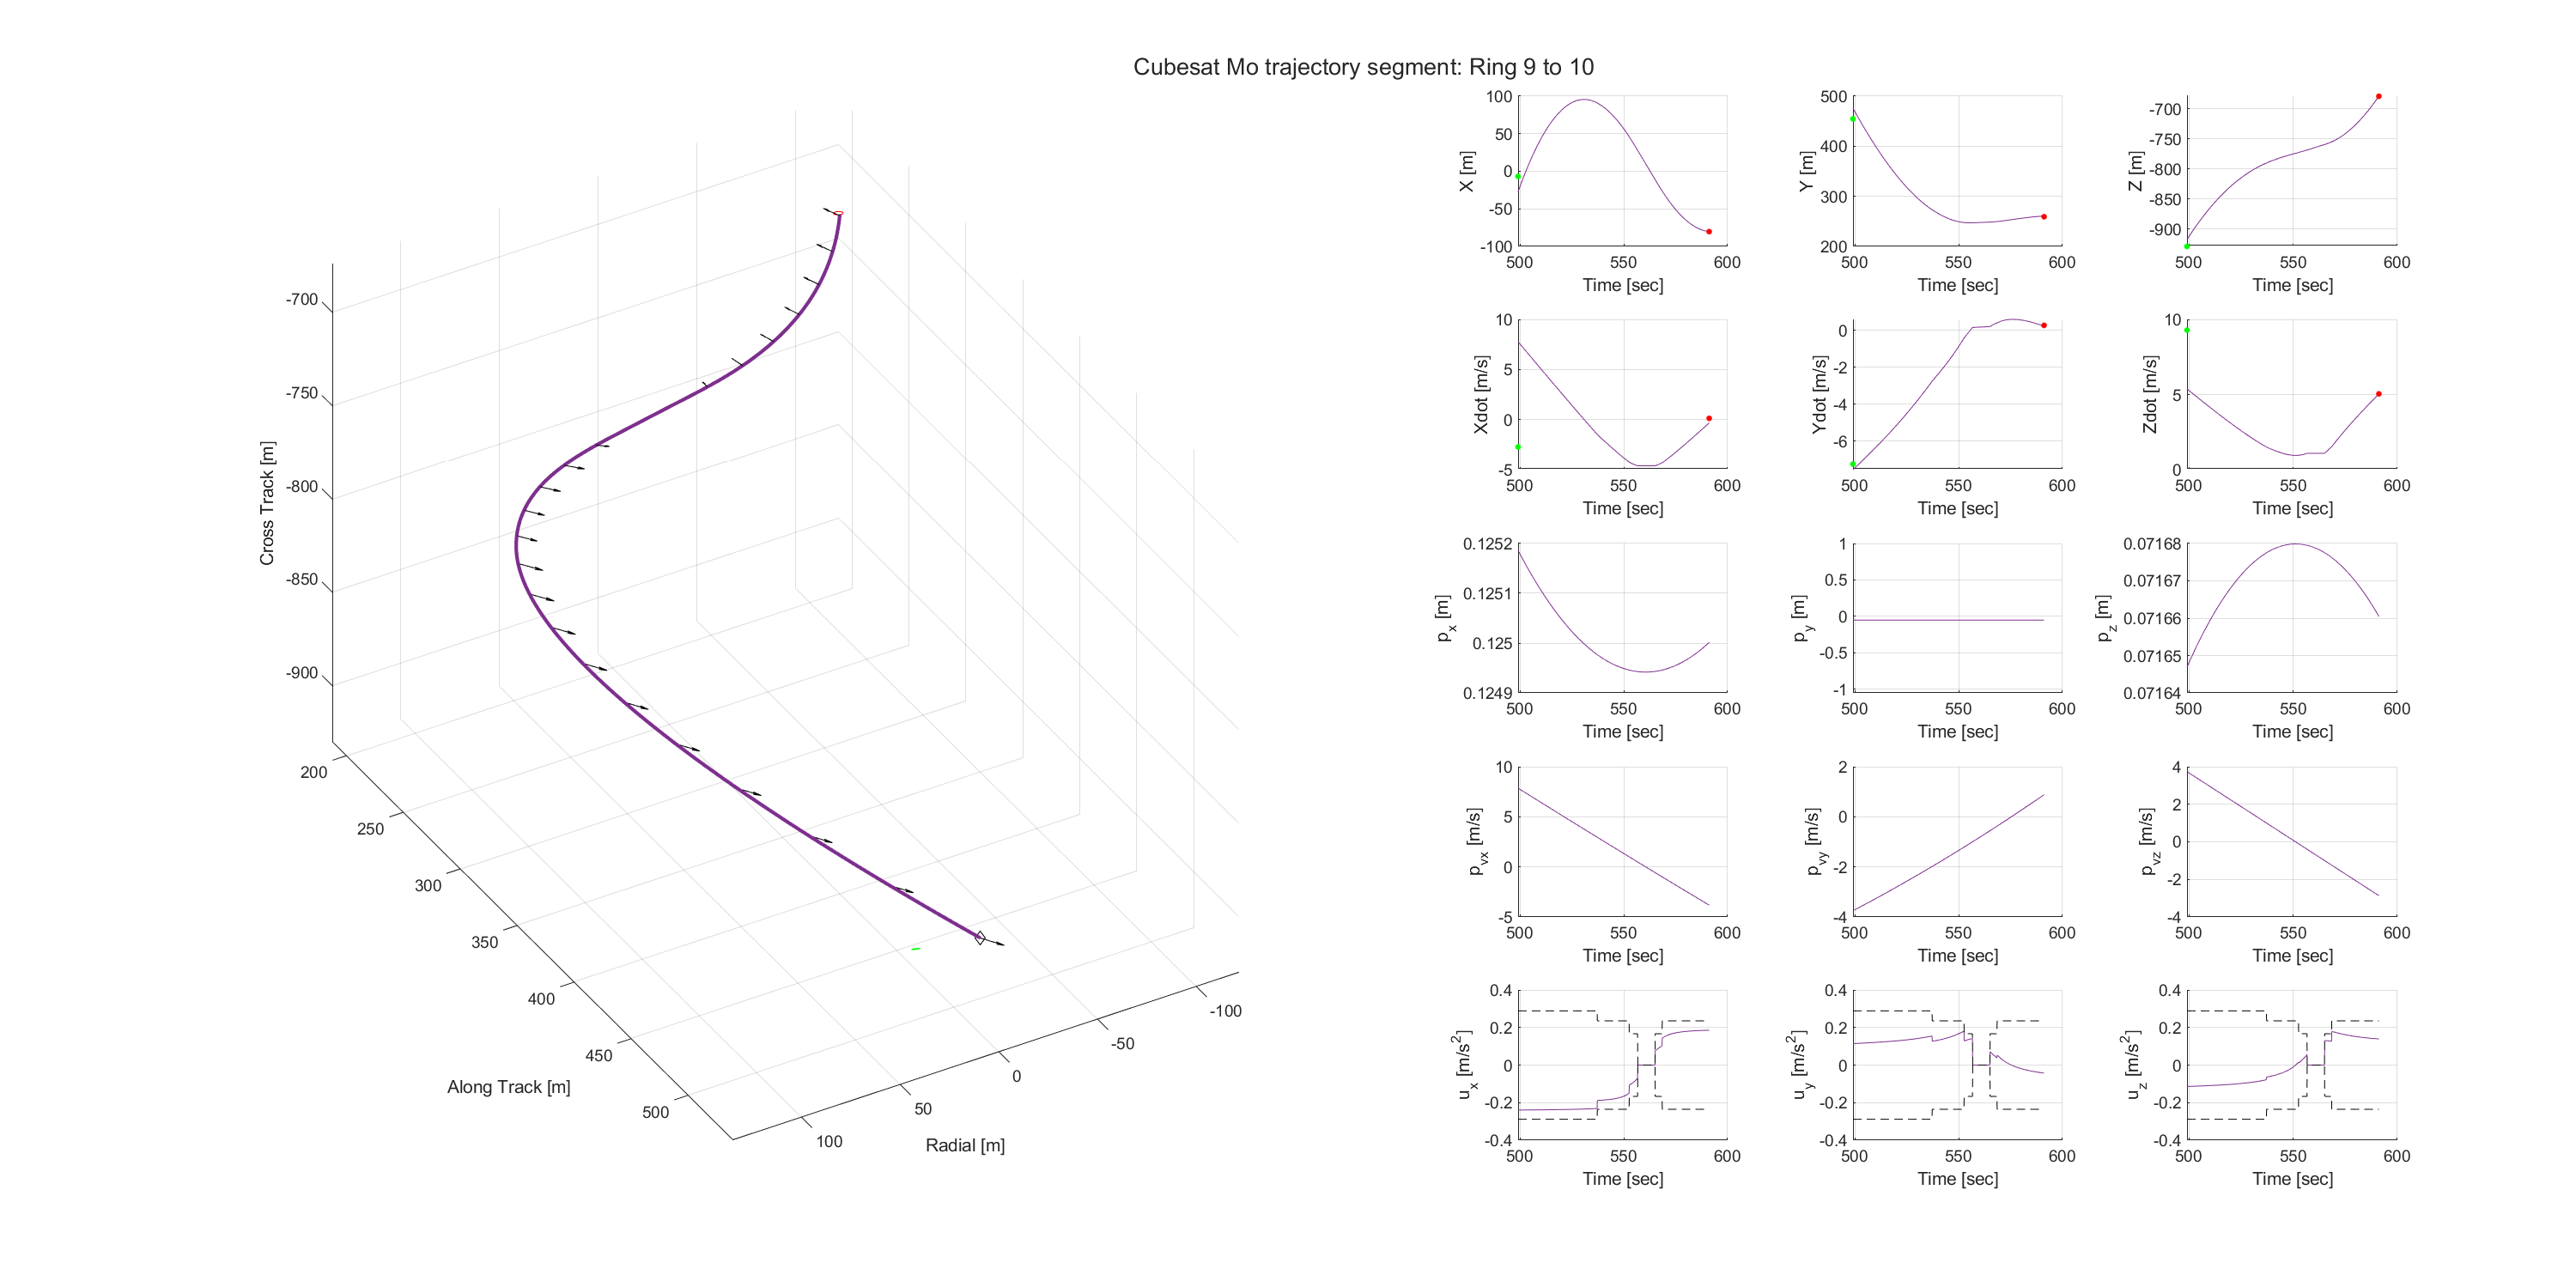 Cubesat Mo trajectory segment: Ring 9 to 10
-700
-750
-800
-850
-900
Cross Track [m]
200
250
300
350
400
450
500
Along Track [m]
100
50
0
-50
-100
Radial [m]
100
50
0
-50
-100
X [m]
500 550 600
Time [sec]
500
400
300
200
Y [m]
500 550 600
Time [sec]
-700
-750
-800
-850
-900
Z [m]
500 550 600
Time [sec]
10
5
0
-5
Xdot [m/s]
500 550 600
Time [sec]
0
-2
-4
-6
Ydot [m/s]
500 550 600
Time [sec]
10
5
0
Zdot [m/s]
500 550 600
Time [sec]
0.1252
0.1251
0.125
0.1249
p_x [m]
500 550 600
Time [sec]
1
0.5
0
-0.5
-1
p_y [m]
500 550 600
Time [sec]
0.07168
0.07167
0.07166
0.07165
0.07164
p_z [m]
500 550 600
Time [sec]
10
5
0
-5
p_vx [m/s]
500 550 600
Time [sec]
2
0
-2
-4
p_vy [m/s]
500 550 600
Time [sec]
4
2
0
-2
-4
p_vz [m/s]
500 550 600
Time [sec]
0.4
0.2
0
-0.2
-0.4
u_x [m/s²]
500 550 600
Time [sec]
0.4
0.2
0
-0.2
-0.4
u_y [m/s²]
500 550 600
Time [sec]
0.4
0.2
0
-0.2
-0.4
u_z [m/s²]
500 550 600
Time [sec]